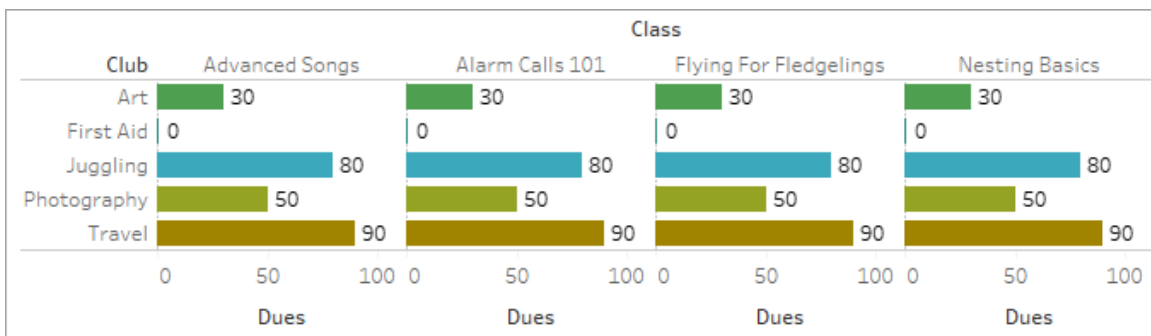 Class
Club Advanced Songs Alarm Calls 101 Flying For Fledgelings Nesting Basics
Art 30 30 30 30
First Aid 0 0 0 0
Juggling 80 80 80 80
Photography 50 50 50 50
Travel 90 90 90 90
0 50 100 0 50 100 0 50 100 0 50 100
Dues Dues Dues Dues